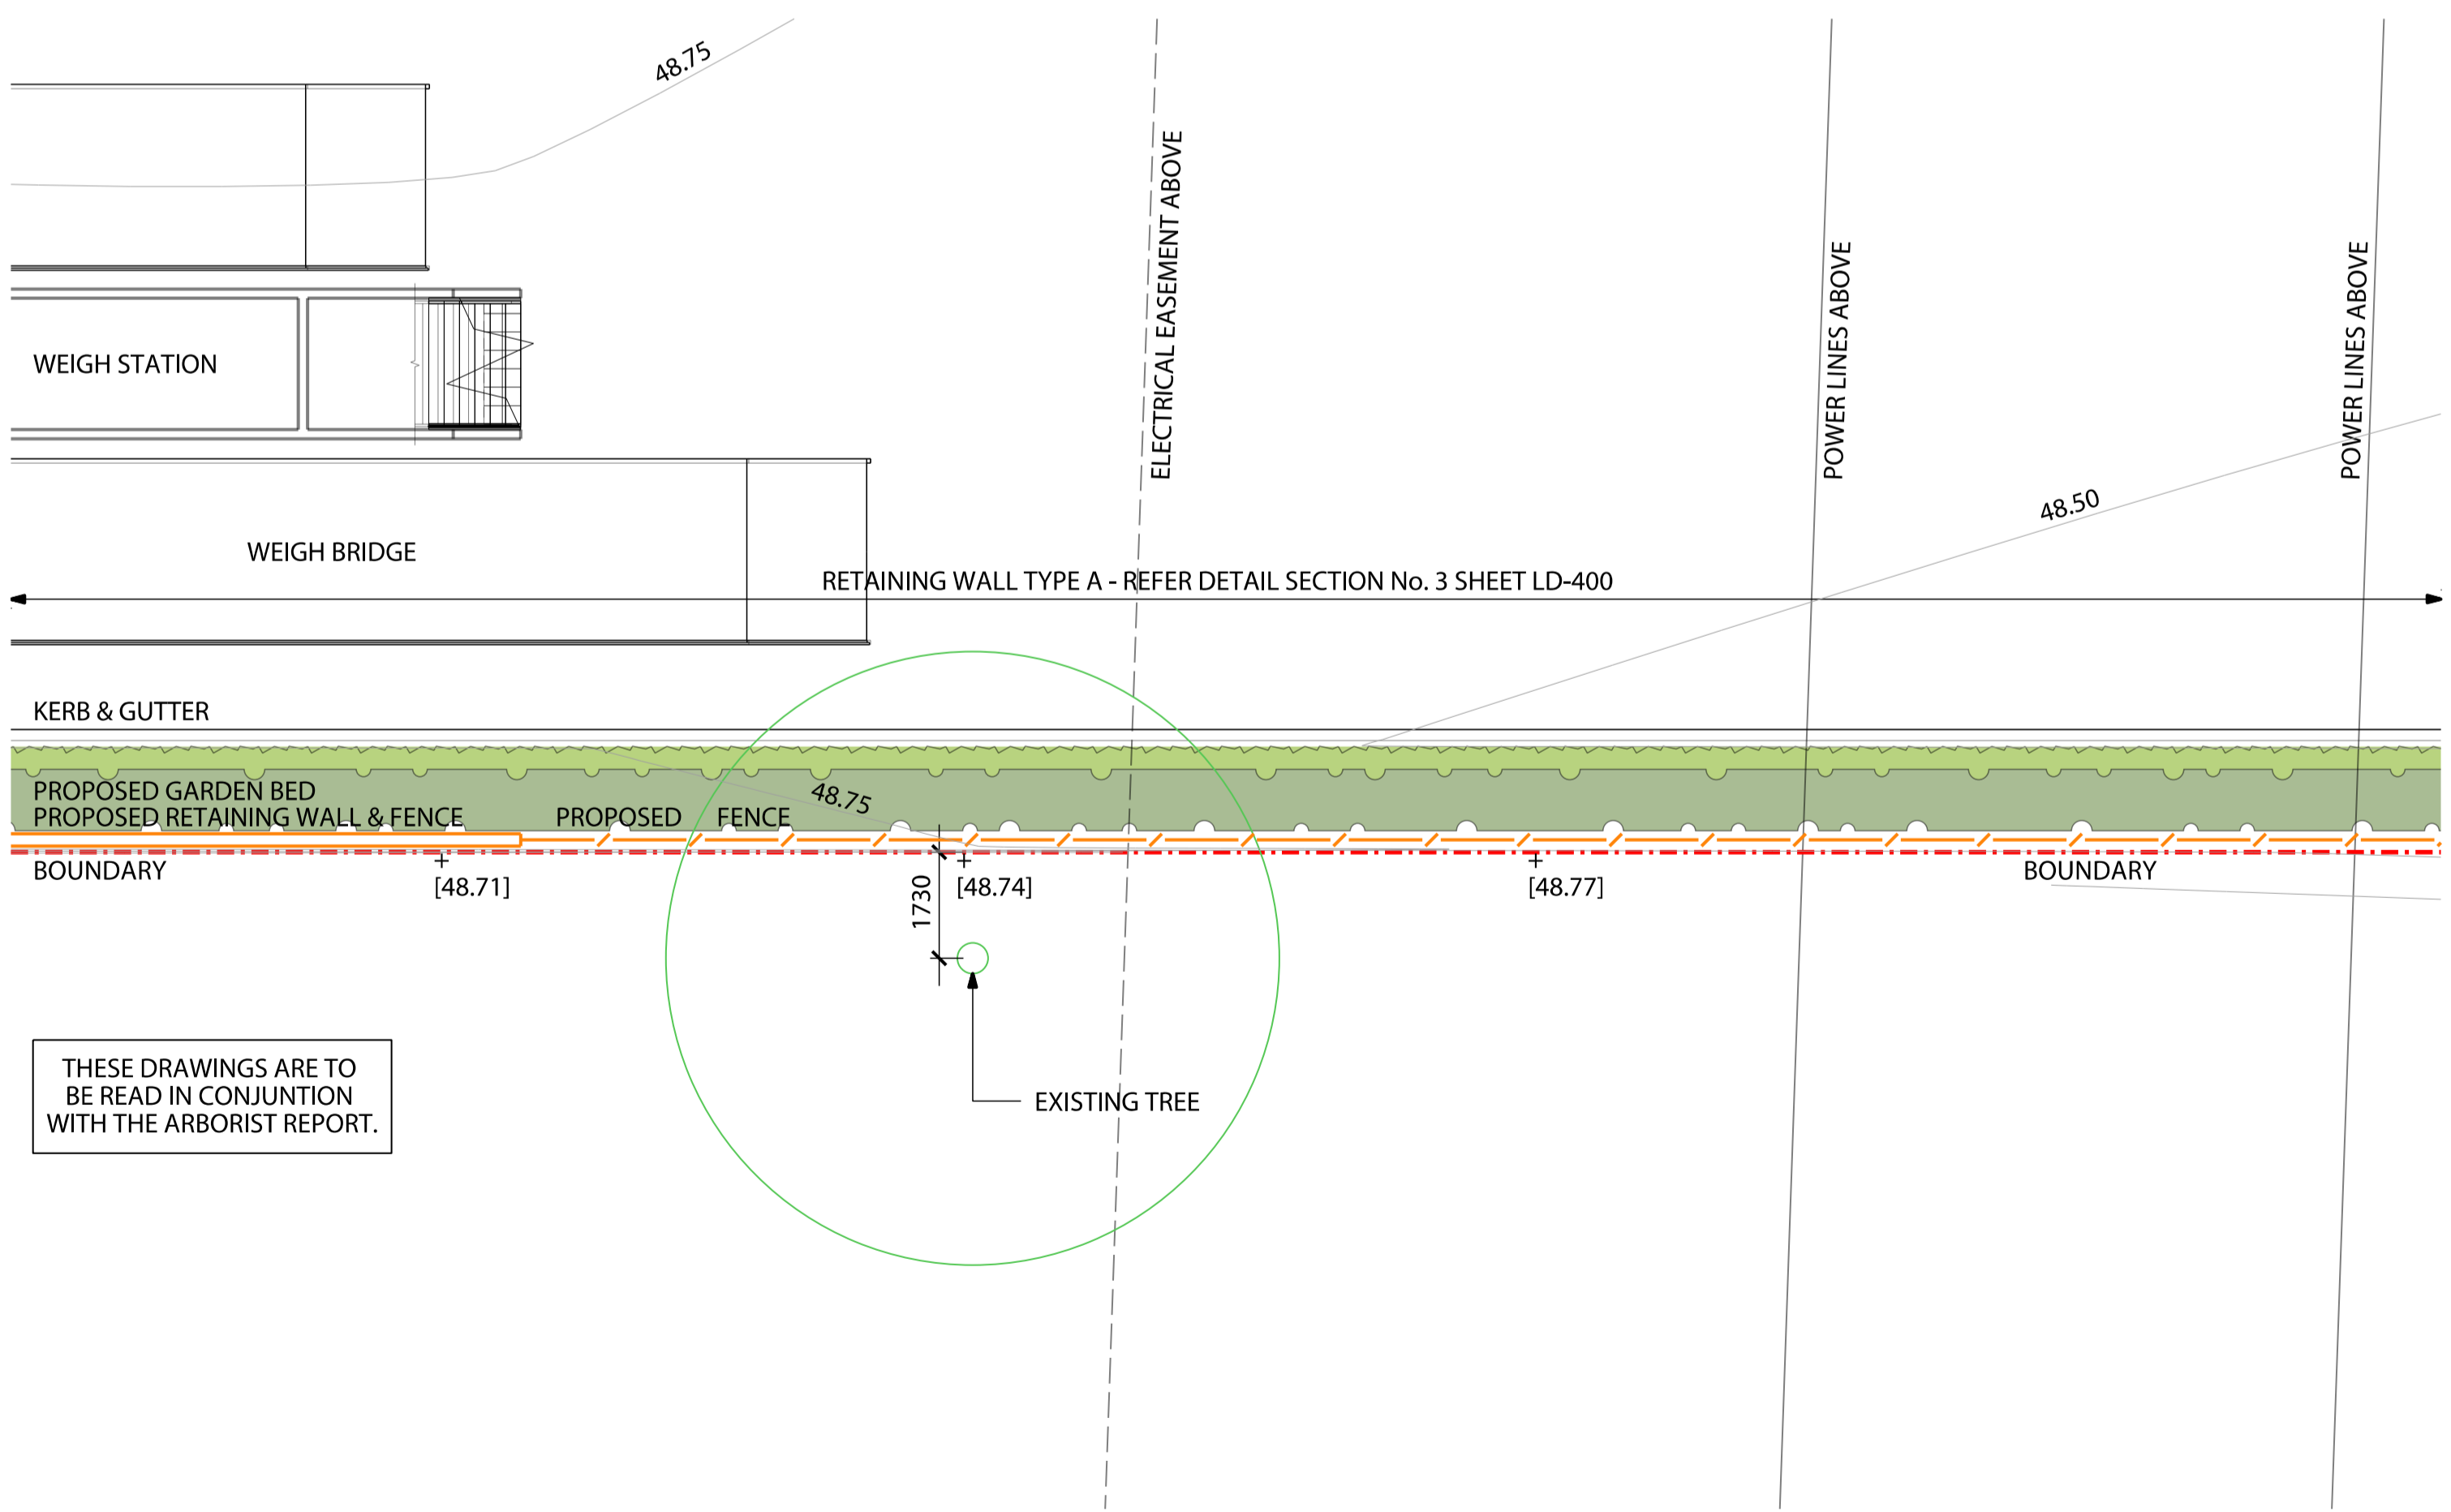 48.75
ELECTRICAL EASEMENT ABOVE
POWER LINES ABOVE
POWER LINES ABOVE
WEIGH STATION
48.50
WEIGH BRIDGE
RETAINING WALL TYPE A - REFER DETAIL SECTION No. 3 SHEET LD-400
KERB & GUTTER
PROPOSED GARDEN BED
48.75
PROPOSED RETAINING WALL & FENCE
PROPOSED FENCE
BOUNDARY
BOUNDARY
[48.71]
[48.74]
[48.77]
1730
THESE DRAWINGS ARE TO
BE READ IN CONJUNTION
WITH THE ARBORIST REPORT.
EXISTING TREE